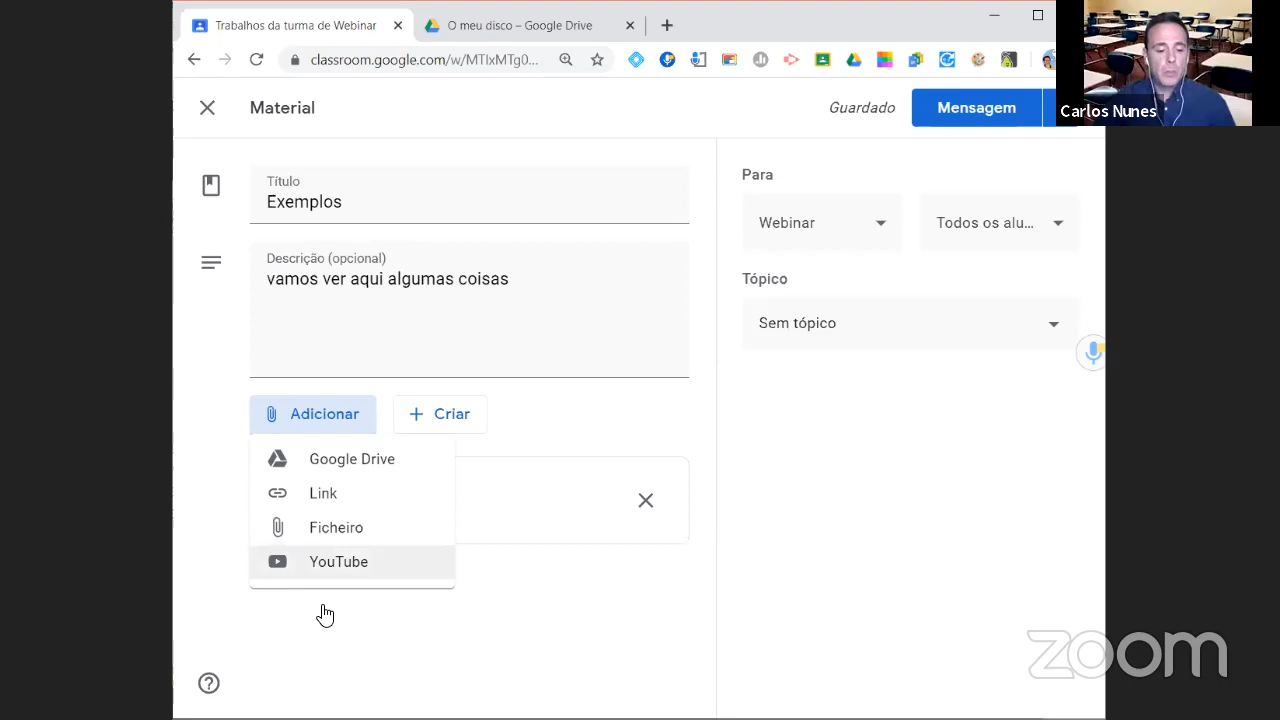 Trabalhos da turma de Webinar
O meu disco – Google Drive
classroom.google.com/w/MTIxMTg0...
Material
Guardado
Mensagem
Carlos Nunes
Título
Exemplos
Descrição (opcional)
vamos ver aqui algumas coisas
Adicionar
Criar
Google Drive
Link
Ficheiro
YouTube
Para
Webinar
Todos os alu...
Tópico
Sem tópico
zoom